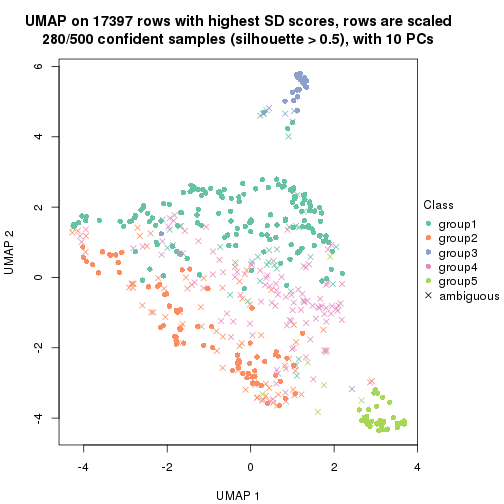 UMAP on 17397 rows with highest SD scores, rows are scaled
280/500 confident samples (silhouette > 0.5), with 10 PCs
6
4
2
0
-2
-4
UMAP 2
-4
-2
0
2
4
UMAP 1
Class
group1
group2
group3
group4
group5
ambiguous